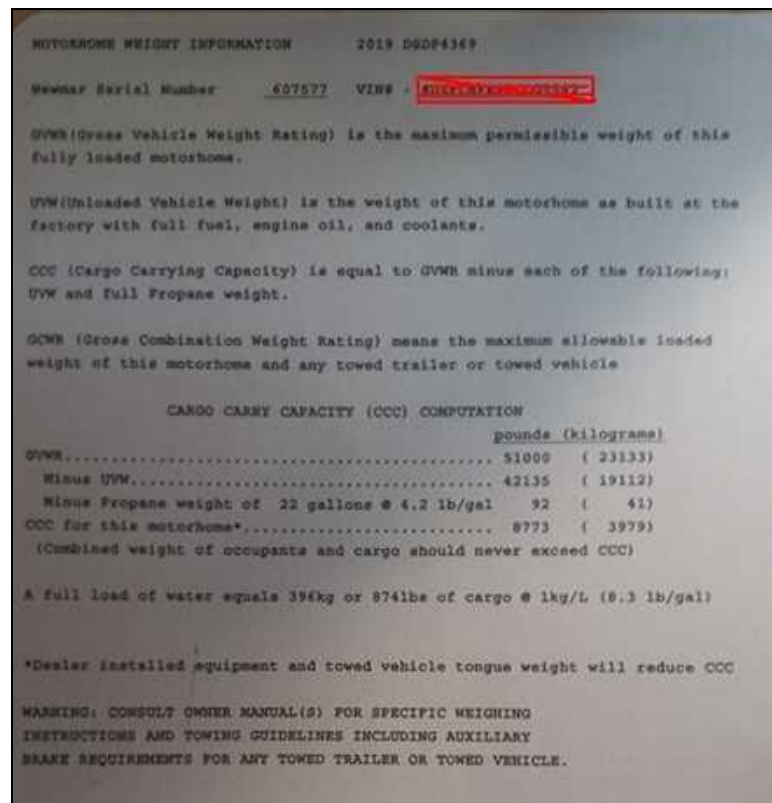 MOTORHOME WEIGHT INFORMATION 2019 DSDP4369
Newmar Serial Number 607577 VIN# -
GVWR(Gross Vehicle Weight Rating) is the maximum permissible weight of this
fully loaded motorhome.
UVW(Unloaded Vehicle Weight) is the weight of this motorhome as built at the
factory with full fuel, engine oil, and coolants.
CCC (Cargo Carrying Capacity) is equal to GVWR minus each of the following:
UVW and full Propane weight.
GCWR (Gross Combination Weight Rating) means the maximum allowable loaded
weight of this motorhome and any towed trailer or towed vehicle
CARGO CARRY CAPACITY (CCC) COMPUTATION
pounds (kilograms)
GVWR................................................ 51000 ( 23133)
Minus UVW......................................... 42135 ( 19112)
Minus Propane weight of 22 gallons @ 4.2 lb/gal 92 ( 41)
CCC for this motorhome*............................ 8773 ( 3979)
(Combined weight of occupants and cargo should never exceed CCC)
A full load of water equals 396kg or 874lbs of cargo @ 1kg/L (8.3 lb/gal)
*Dealer installed equipment and towed vehicle tongue weight will reduce CCC
WARNING: CONSULT OWNER MANUAL(S) FOR SPECIFIC WEIGHING
INSTRUCTIONS AND TOWING GUIDELINES INCLUDING AUXILIARY
BRAKE REQUIREMENTS FOR ANY TOWED TRAILER OR TOWED VEHICLE.